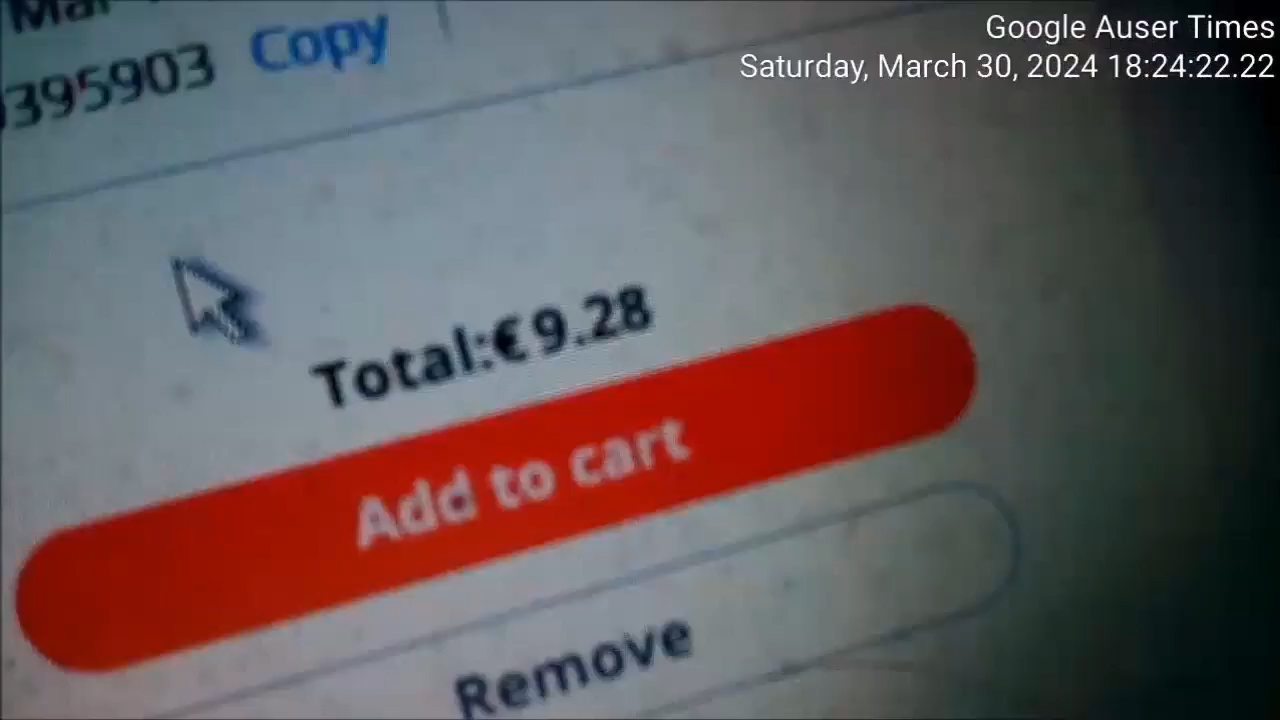 Google Auser Times
Saturday, March 30, 2024 18:24:22.22
Mar
395903 Copy
Total:€9.28
Add to cart
Remove